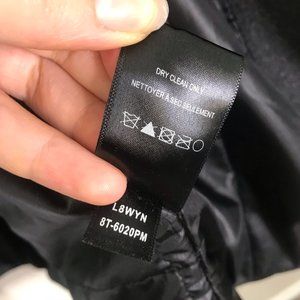 DRY CLEAN ONLY
NETTOYER A SEC SEULEMENT
L8WYN
8T-6020PM